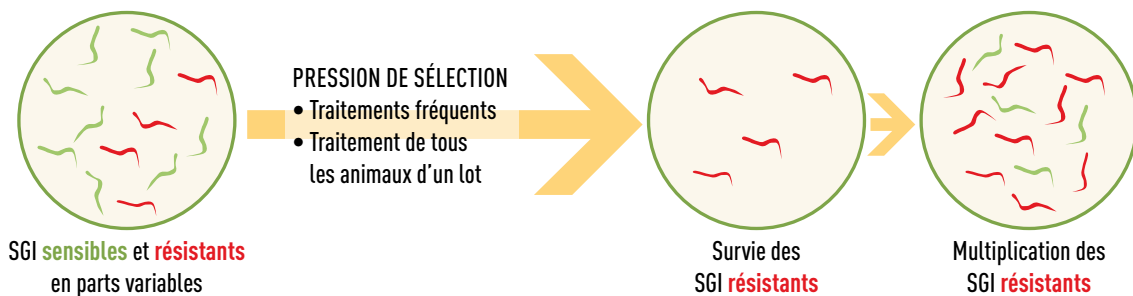 PRESSION DE SÉLECTION
• Traitements fréquents
• Traitement de tous
les animaux d'un lot
SGI sensibles et résistants
en parts variables
Survie des
SGI résistants
Multiplication des
SGI résistants